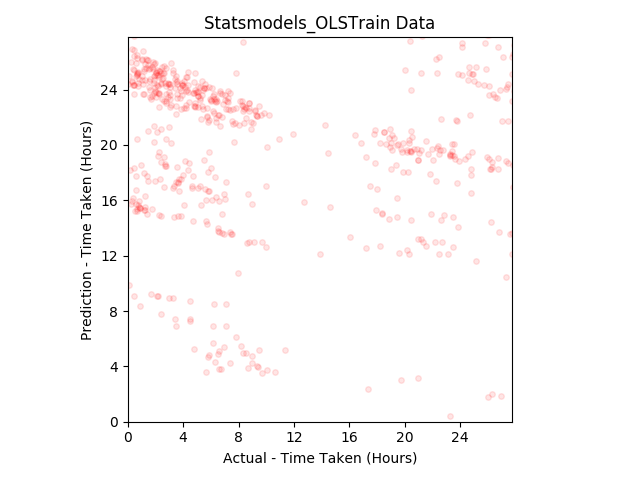 Statsmodels_OLSTrain Data
24
20
16
12
8
4
0
0 4 8 12 16 20 24
Prediction - Time Taken (Hours)
Actual - Time Taken (Hours)